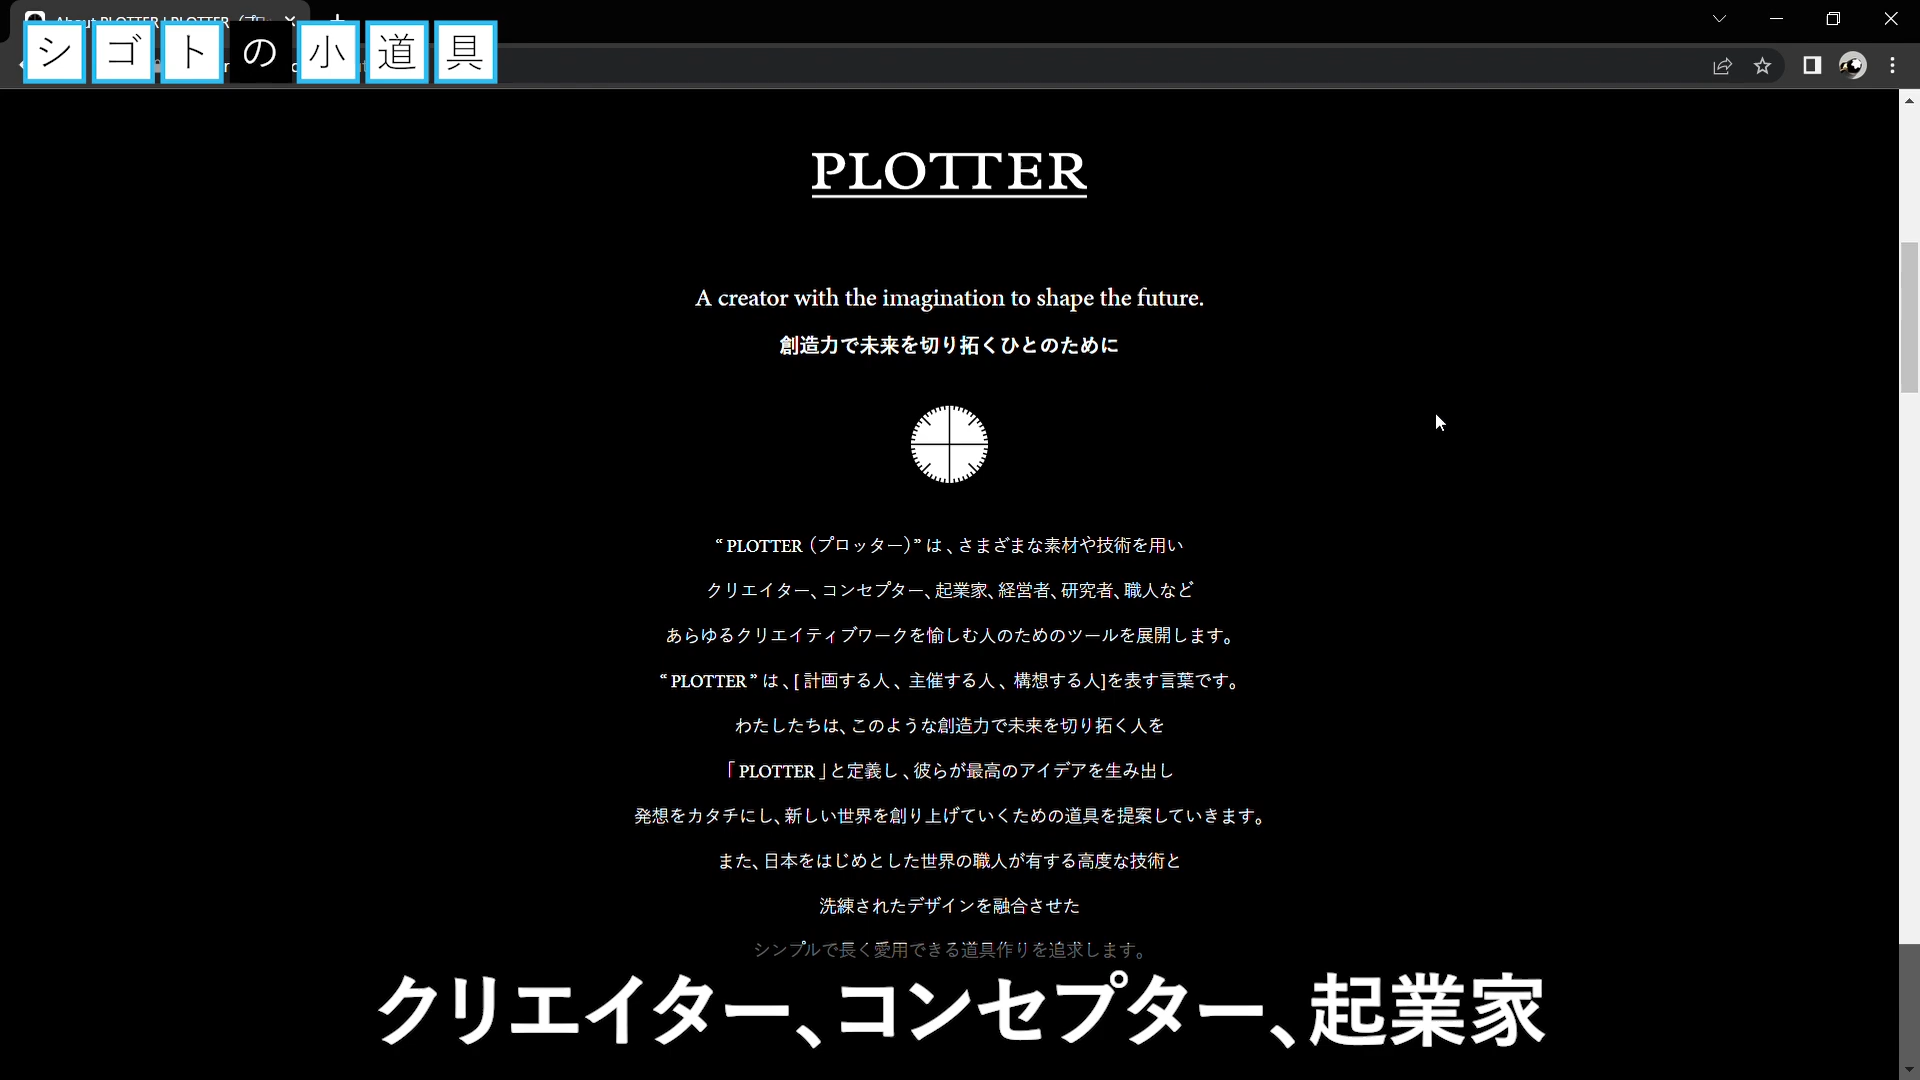 About PLOTTER | PLOTTER
シゴトの小道具
PLOTTER
A creator with the imagination to shape the future.
創造力で未来を切り拓くひとのために
“ PLOTTER（プロッター）” は、さまざまな素材や技術を用い
クリエイター、コンセプター、起業家、経営者、研究者、職人など
あらゆるクリエイティブワークを愉しむ人のためのツールを展開します。
“ PLOTTER ” は、[ 計画する人、主催する人、構想する人]を表す言葉です。
わたしたちは、このような創造力で未来を切り拓く人を
「 PLOTTER 」と定義し、彼らが最高のアイデアを生み出し
発想をカタチにし、新しい世界を創り上げていくための道具を提案していきます。
また、日本をはじめとした世界の職人が有する高度な技術と
洗練されたデザインを融合させた
シンプルで長く愛用できる道具作りを追求します。
クリエイター、コンセプター、起業家